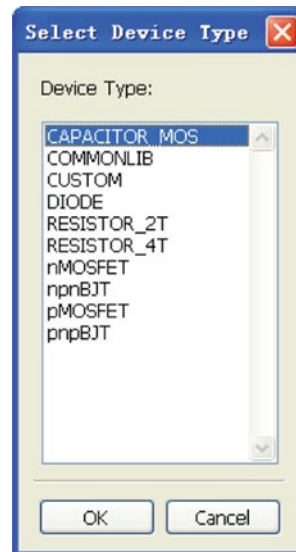 Select Device Type
Device Type:
CAPACITOR_MOS
COMMONLIB
CUSTOM
DIODE
RESISTOR_2T
RESISTOR_4T
nMOSFET
npnBJT
pMOSFET
pnpBJT
OK
Cancel